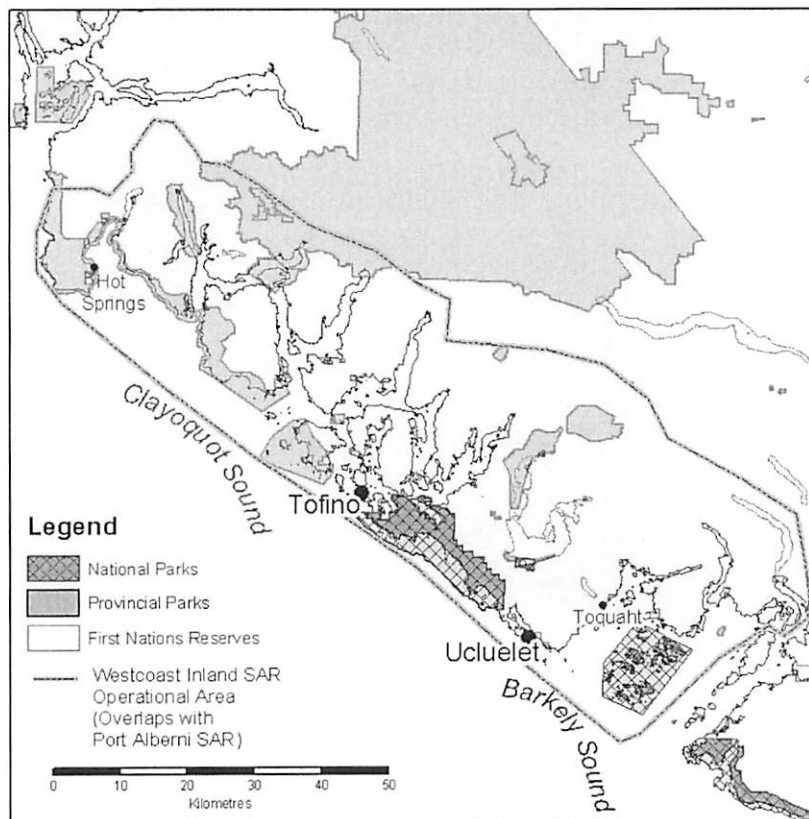 Hot
Springs
Clayoquot Sound
Tofino
Toquaht
Ucluelet
Barkely Sound
Legend
National Parks
Provincial Parks
First Nations Reserves
Westcoast Inland SAR
Operational Area
(Overlaps with
Port Alberni SAR)
0 10 20 30 40 50
Kilometres